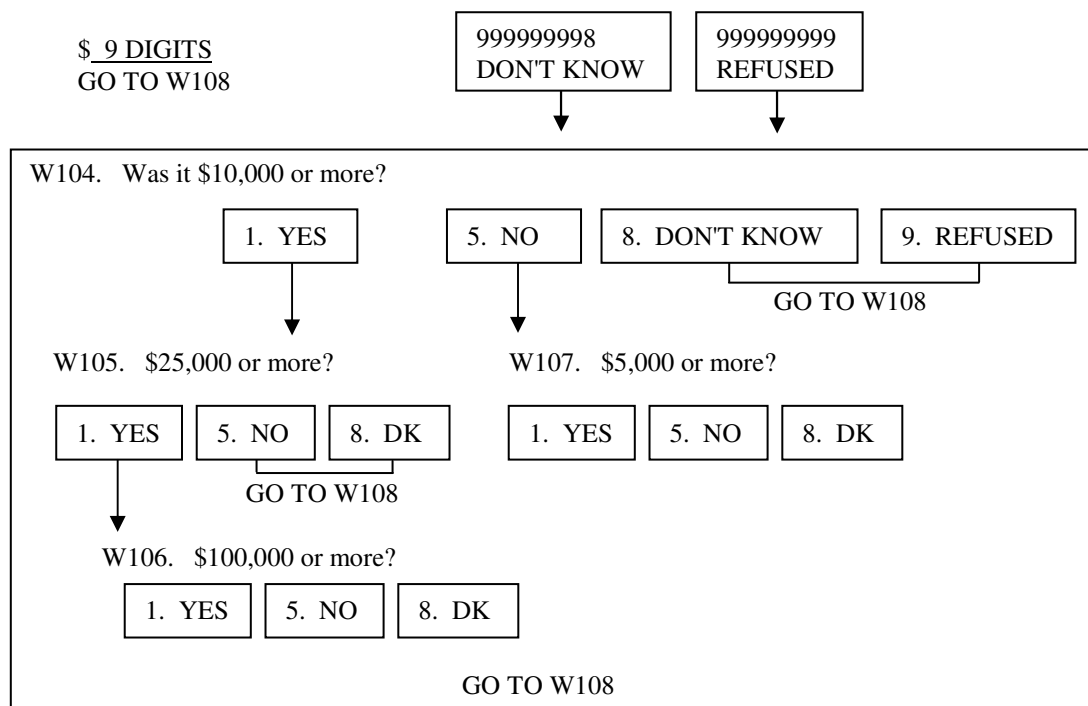 $ 9 DIGITS
GO TO W108
999999998
DON'T KNOW
999999999
REFUSED
W104. Was it $10,000 or more?
1. YES
5. NO
8. DON'T KNOW
9. REFUSED
GO TO W108
W105. $25,000 or more?
W107. $5,000 or more?
1. YES
5. NO
8. DK
1. YES
5. NO
8. DK
GO TO W108
W106. $100,000 or more?
1. YES
5. NO
8. DK
GO TO W108